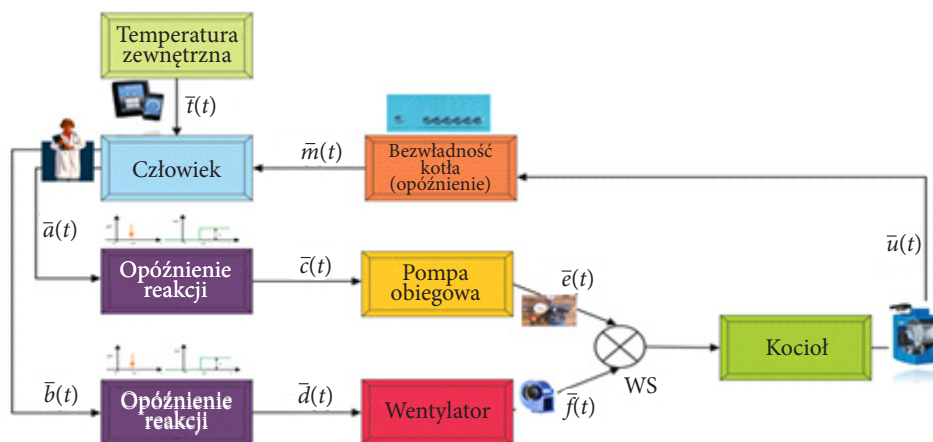 Temperatura
zewnętrzna
t̅(t)
Człowiek
m̅(t)
Bezwładność
kotła
(opóźnienie)
a̅(t)
u̅(t)
Opóźnienie
reakcji
c̅(t)
Pompa
obiegowa
e̅(t)
Kocioł
WS
b̅(t)
Opóźnienie
reakcji
d̅(t)
Wentylator
f̅(t)